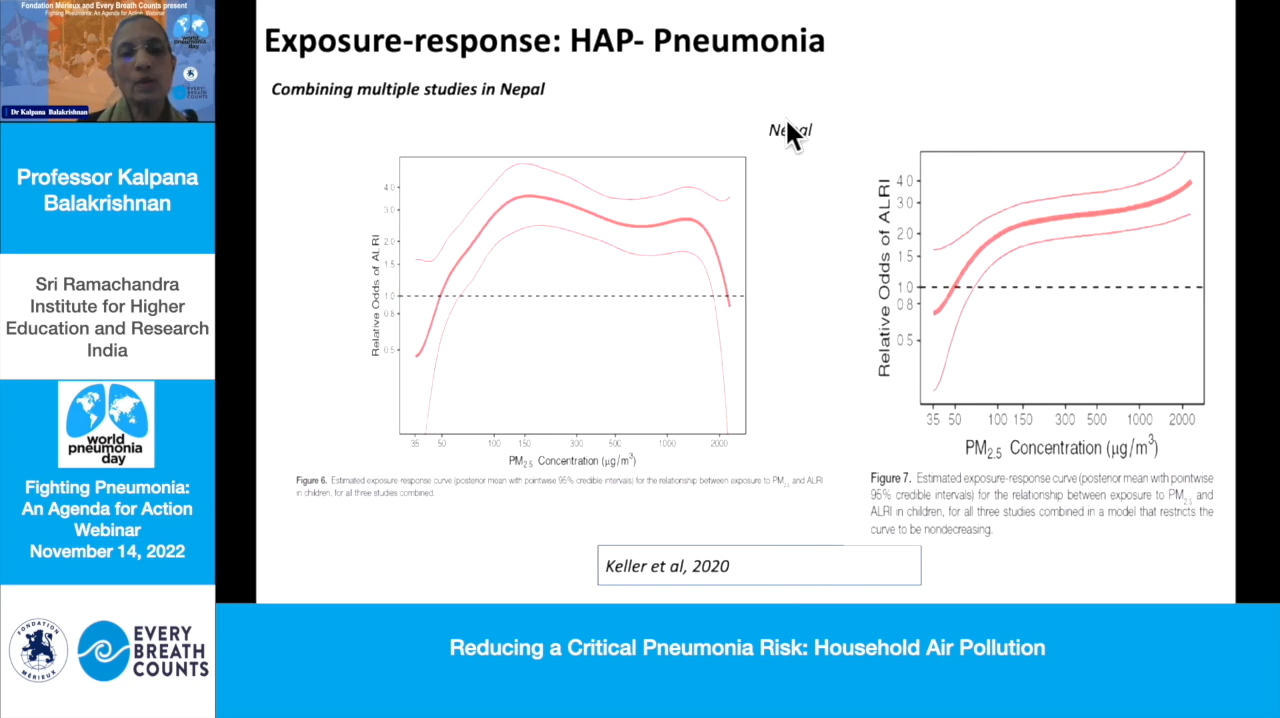 Fondation Mérieux and Every Breath Counts present
Fighting Pneumonia: An Agenda for Action Webinar
world
pneumonia
day
EVERY
BREATH
COUNTS
Dr Kalpana Balakrishnan
Professor Kalpana
Balakrishnan
Sri Ramachandra
Institute for Higher
Education and Research
India
world
pneumonia
day
Fighting Pneumonia:
An Agenda for Action
Webinar
November 14, 2022
FONDATION
MÉRIEUX
EVERY
BREATH
COUNTS
Exposure-response: HAP- Pneumonia
Combining multiple studies in Nepal
Nepal
Relative Odds of ALRI
4.0
3.0
2.0
1.5
1.0
0.8
0.5
35 50 100 150 300 500 1000 2000
PM2.5 Concentration (µg/m³)
Figure 6. Estimated exposure-response curve (posterior mean with pointwise 95% credible intervals) for the relationship between exposure to PM2.5 and ALRI
in children, for all three studies combined.
Relative Odds of ALRI
4.0
3.0
2.0
1.5
1.0
0.8
0.5
35 50 100 150 300 500 1000 2000
PM2.5 Concentration (µg/m³)
Figure 7. Estimated exposure-response curve (posterior mean with pointwise
95% credible intervals) for the relationship between exposure to PM2.5 and
ALRI in children, for all three studies combined in a model that restricts the
curve to be nondecreasing.
Keller et al, 2020
Reducing a Critical Pneumonia Risk: Household Air Pollution